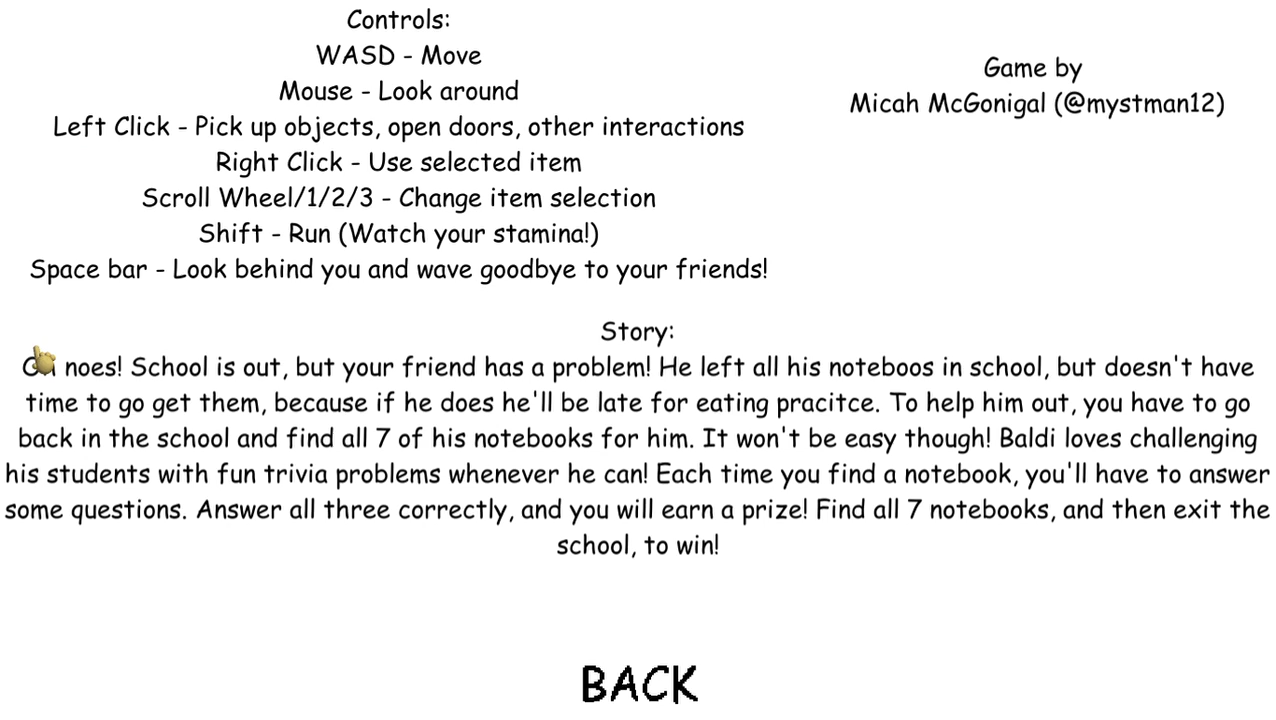 Controls:
WASD - Move
Mouse - Look around
Left Click - Pick up objects, open doors, other interactions
Right Click - Use selected item
Scroll Wheel/1/2/3 - Change item selection
Shift - Run (Watch your stamina!)
Space bar - Look behind you and wave goodbye to your friends!
Game by
Micah McGonigal (@mystman12)
Story:
noes! School is out, but your friend has a problem! He left all his noteboos in school, but doesn't have
time to go get them, because if he does he'll be late for eating pracitce. To help him out, you have to go
back in the school and find all 7 of his notebooks for him. It won't be easy though! Baldi loves challenging
his students with fun trivia problems whenever he can! Each time you find a notebook, you'll have to answer
some questions. Answer all three correctly, and you will earn a prize! Find all 7 notebooks, and then exit the
school, to win!
BACK